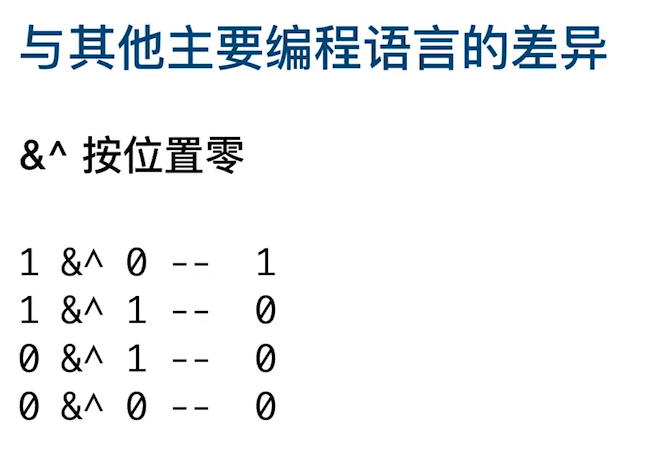 与其他主要编程语言的差异
&^ 按位置零
1 &^ 0 -- 1
1 &^ 1 -- 0
0 &^ 1 -- 0
0 &^ 0 -- 0